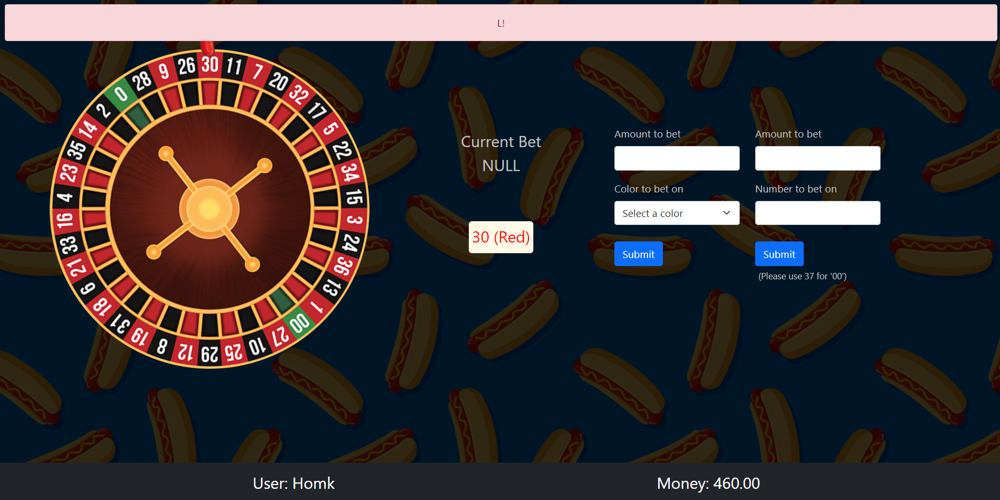 L!
30
11
7
20
32
17
5
22
34
15
3
24
36
13
1
00
27
10
25
29
12
8
19
31
18
6
21
33
16
4
23
35
14
2
0
28
9
26
Current Bet
NULL
30 (Red)
Amount to bet
Color to bet on
Select a color
Submit
Amount to bet
Number to bet on
Submit
(Please use 37 for '00')
User: Homk
Money: 460.00